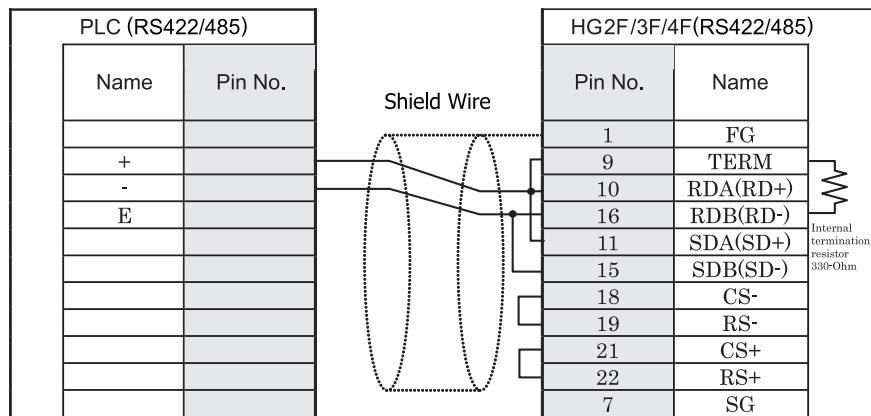 PLC (RS422/485)
HG2F/3F/4F(RS422/485)
Name Pin No.
Shield Wire
Pin No. Name
1 FG
+ 9 TERM
- 10 RDA(RD+)
E 16 RDB(RD-)
11 SDA(SD+)
15 SDB(SD-)
18 CS-
19 RS-
21 CS+
22 RS+
7 SG
Internal
termination
resistor
330-Ohm